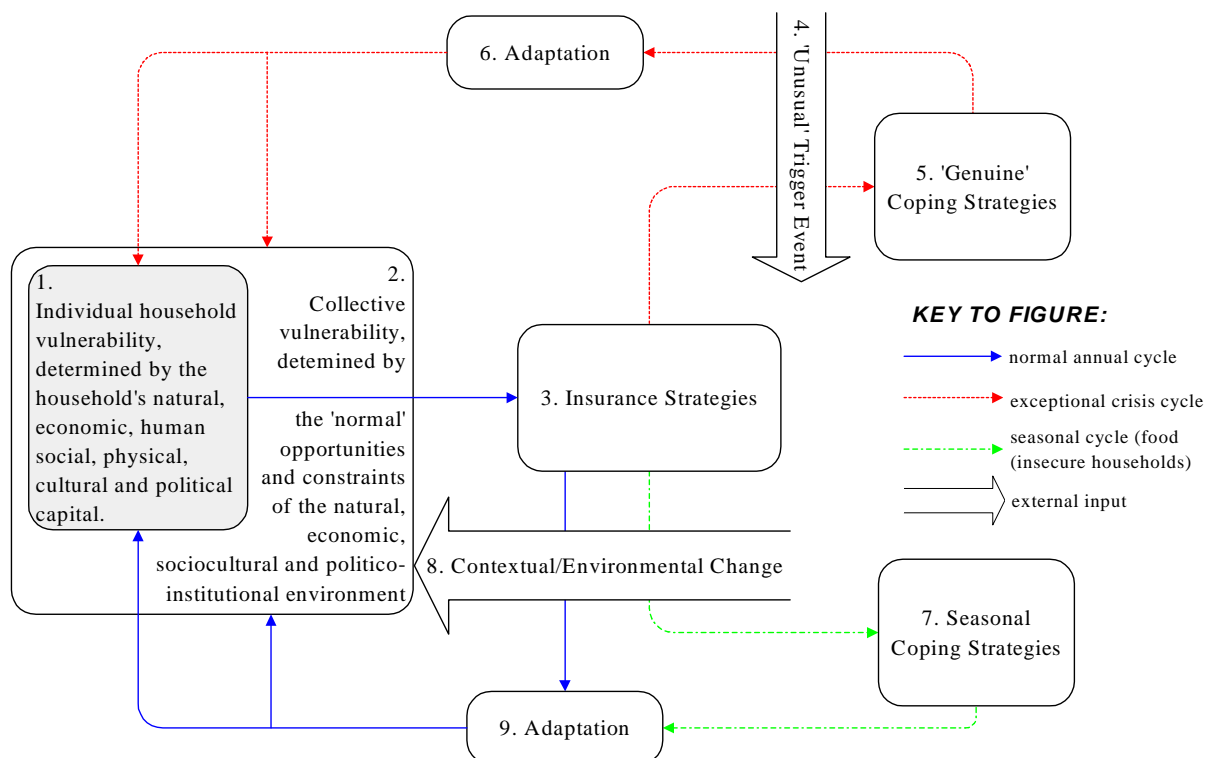 6. Adaptation
4. 'Unusual' Trigger Event
5. 'Genuine'
Coping Strategies
1.
Individual household
vulnerability,
determined by the
household's natural,
economic, human
social, physical,
cultural and political
capital.
2.
Collective
vulnerability,
detemined by
the 'normal'
opportunities
and constraints
of the natural,
economic,
sociocultural and politico-
institutional environment
3. Insurance Strategies
KEY TO FIGURE:
normal annual cycle
exceptional crisis cycle
seasonal cycle (food
(insecure households)
external input
8. Contextual/Environmental Change
7. Seasonal
Coping Strategies
9. Adaptation